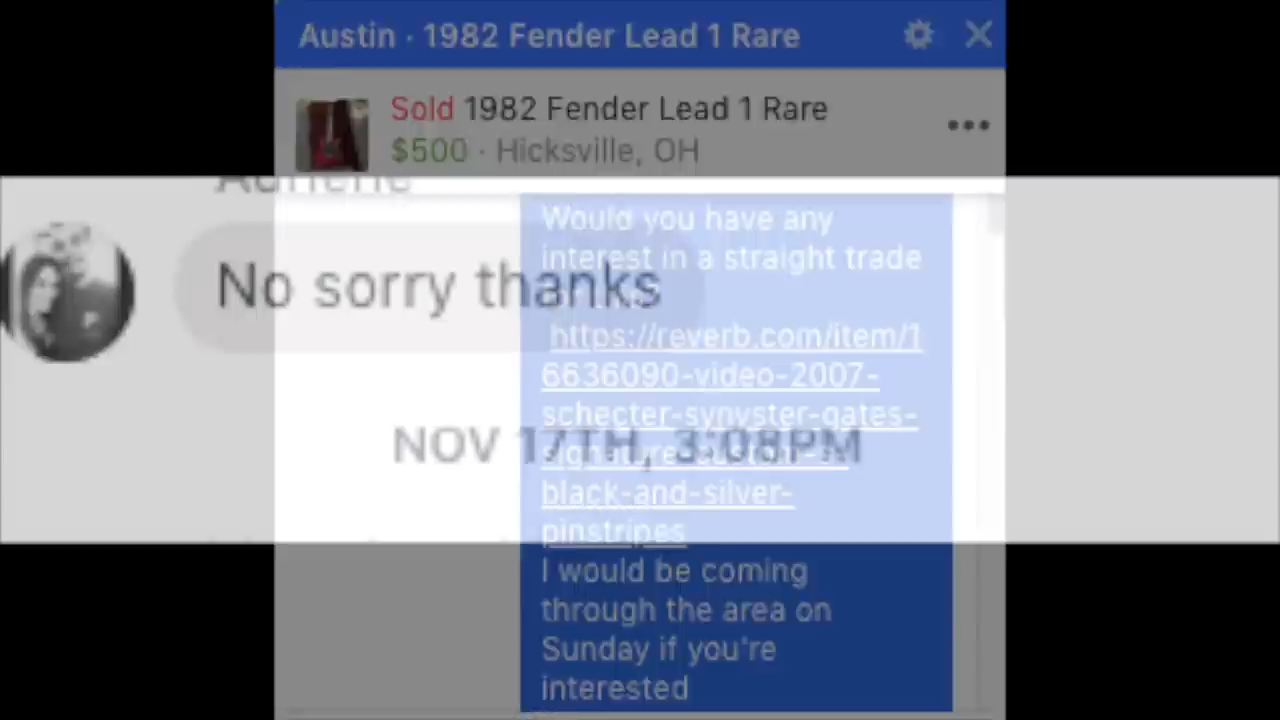 Austin · 1982 Fender Lead 1 Rare
Sold 1982 Fender Lead 1 Rare
$500 · Hicksville, OH
Adriene
No sorry thanks
NOV 17TH, 3:08PM
Would you have any
interest in a straight trade
https://reverb.com/item/1
6636090-video-2007-
schecter-synyster-gates-
signature-custom-
black-and-silver-
pinstripes
I would be coming
through the area on
Sunday if you're
interested